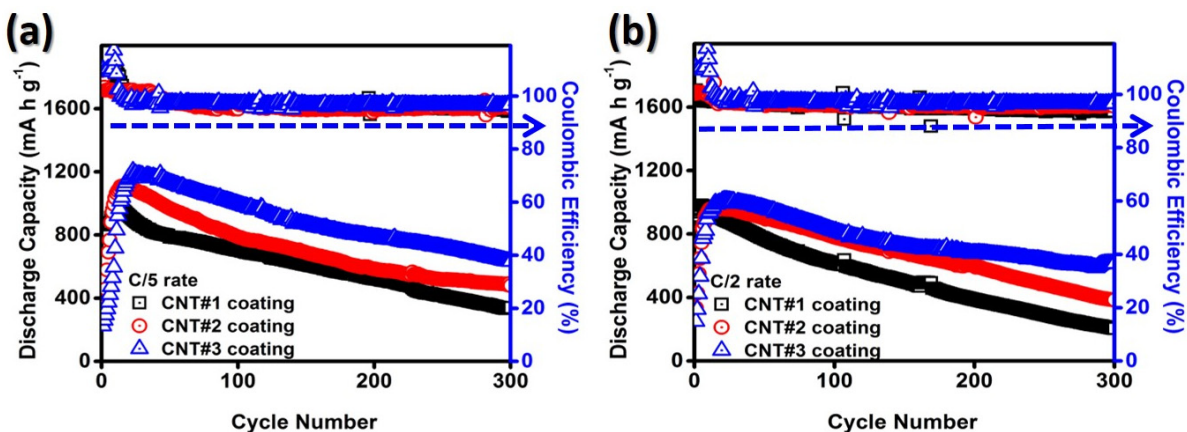 (a)
Discharge Capacity (mA h g-1)
1600
1200
800
400
0
C/5 rate
CNT#1 coating
CNT#2 coating
CNT#3 coating
0
100
200
300
Cycle Number
100
80
60
40
20
0
Coulombic Efficiency (%)
(b)
Discharge Capacity (mA h g-1)
1600
1200
800
400
0
C/2 rate
CNT#1 coating
CNT#2 coating
CNT#3 coating
0
100
200
300
Cycle Number
100
80
60
40
20
0
Coulombic Efficiency (%)